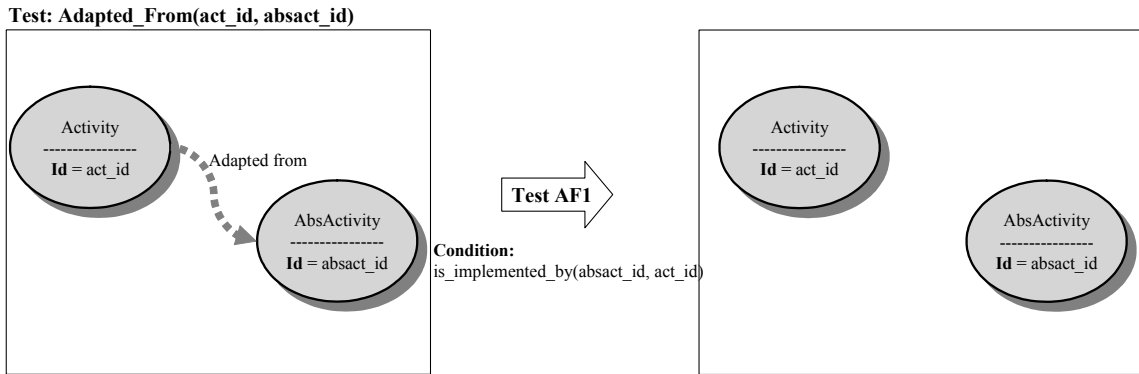 Test: Adapted_From(act_id, absact_id)
Activity
-----------------
Id = act_id
Adapted from
AbsActivity
----------------
Id = absact_id
Test AF1
Condition:
is_implemented_by(absact_id, act_id)
Activity
-----------------
Id = act_id
AbsActivity
----------------
Id = absact_id